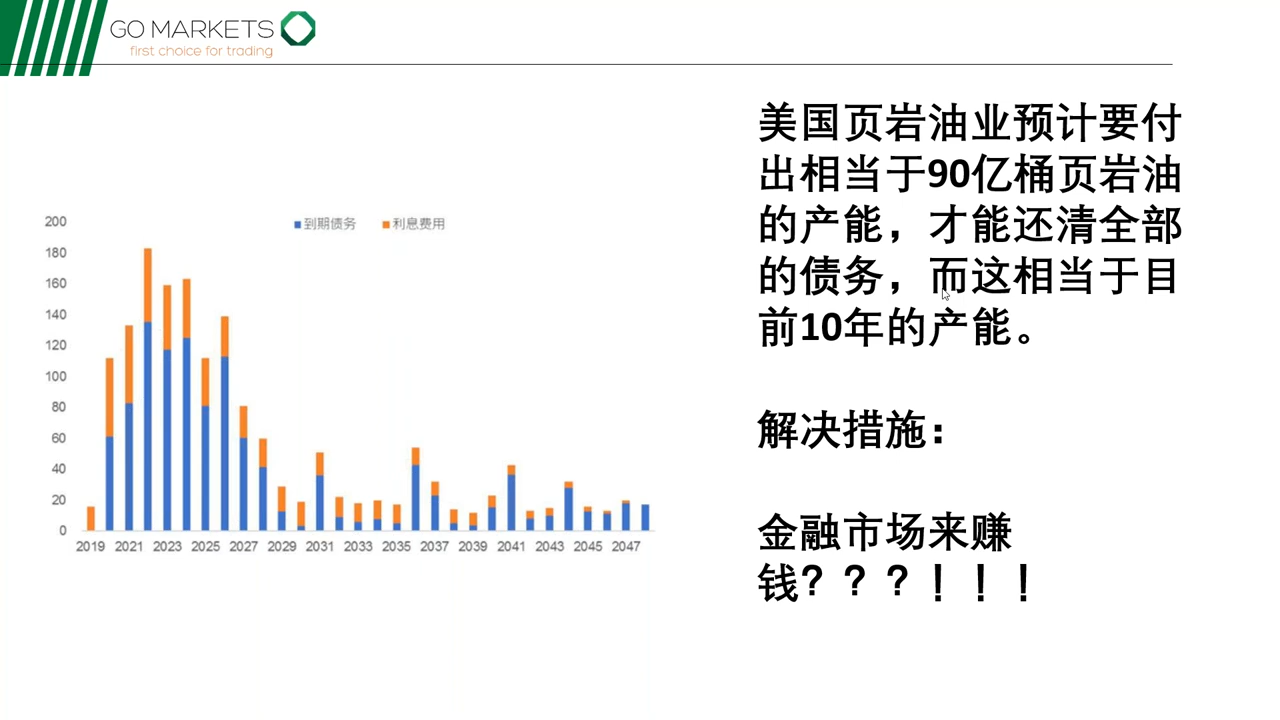 GO MARKETS
first choice for trading
美国页岩油业预计要付
出相当于90亿桶页岩油
的产能，才能还清全部
的债务，而这相当于目
前10年的产能。
解决措施：
金融市场来赚
钱？？？！！！
到期债务 利息费用
200
180
160
140
120
100
80
60
40
20
0
2019 2021 2023 2025 2027 2029 2031 2033 2035 2037 2039 2041 2043 2045 2047